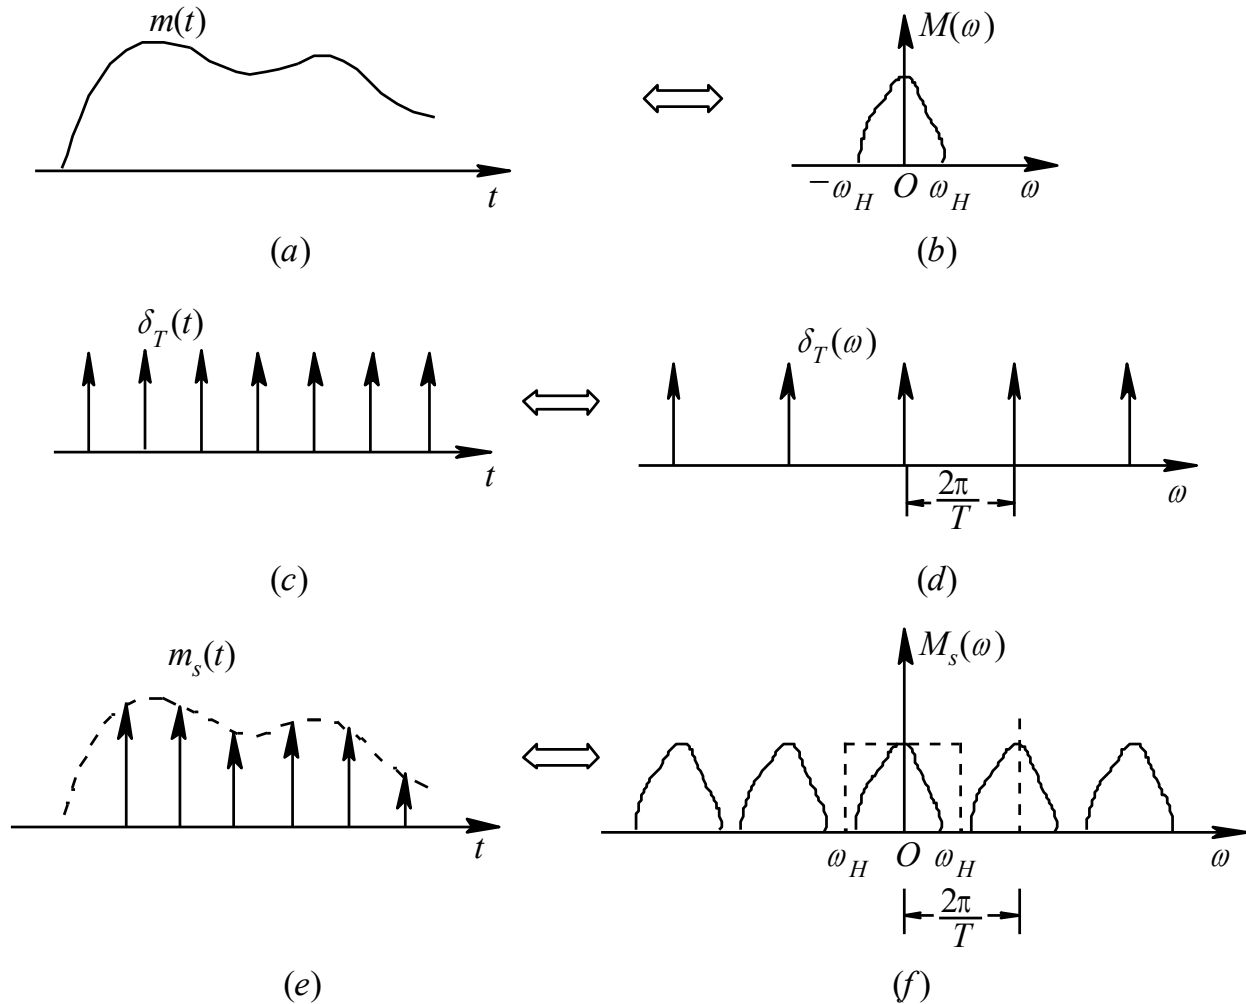 m(t)
M(ω)
t
−ω_H O ω_H ω
(a)
(b)
δ_T(t)
δ_T(ω)
t
2π/T
ω
(c)
(d)
m_s(t)
M_s(ω)
t
ω_H O ω_H ω
2π/T
(e)
(f)